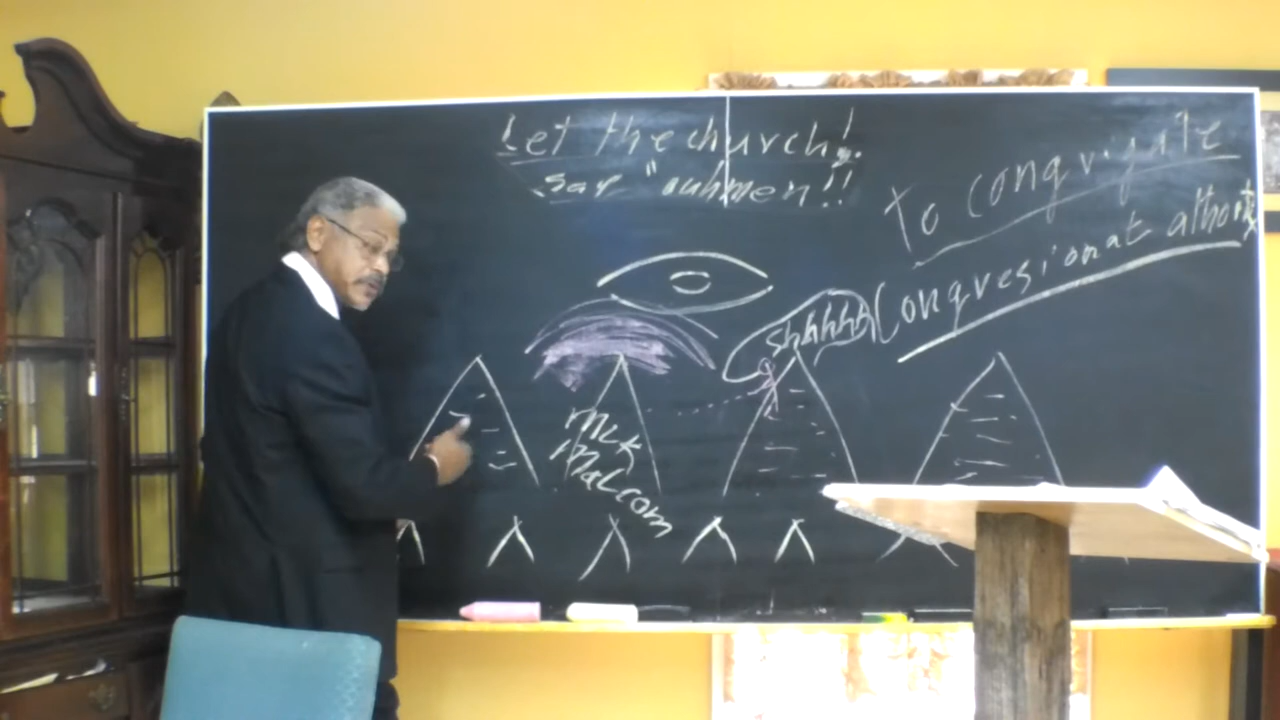 Let the church!!
say "auhmen!!
To congrigate
shhhhh Congresional athority
MLK
Malcom